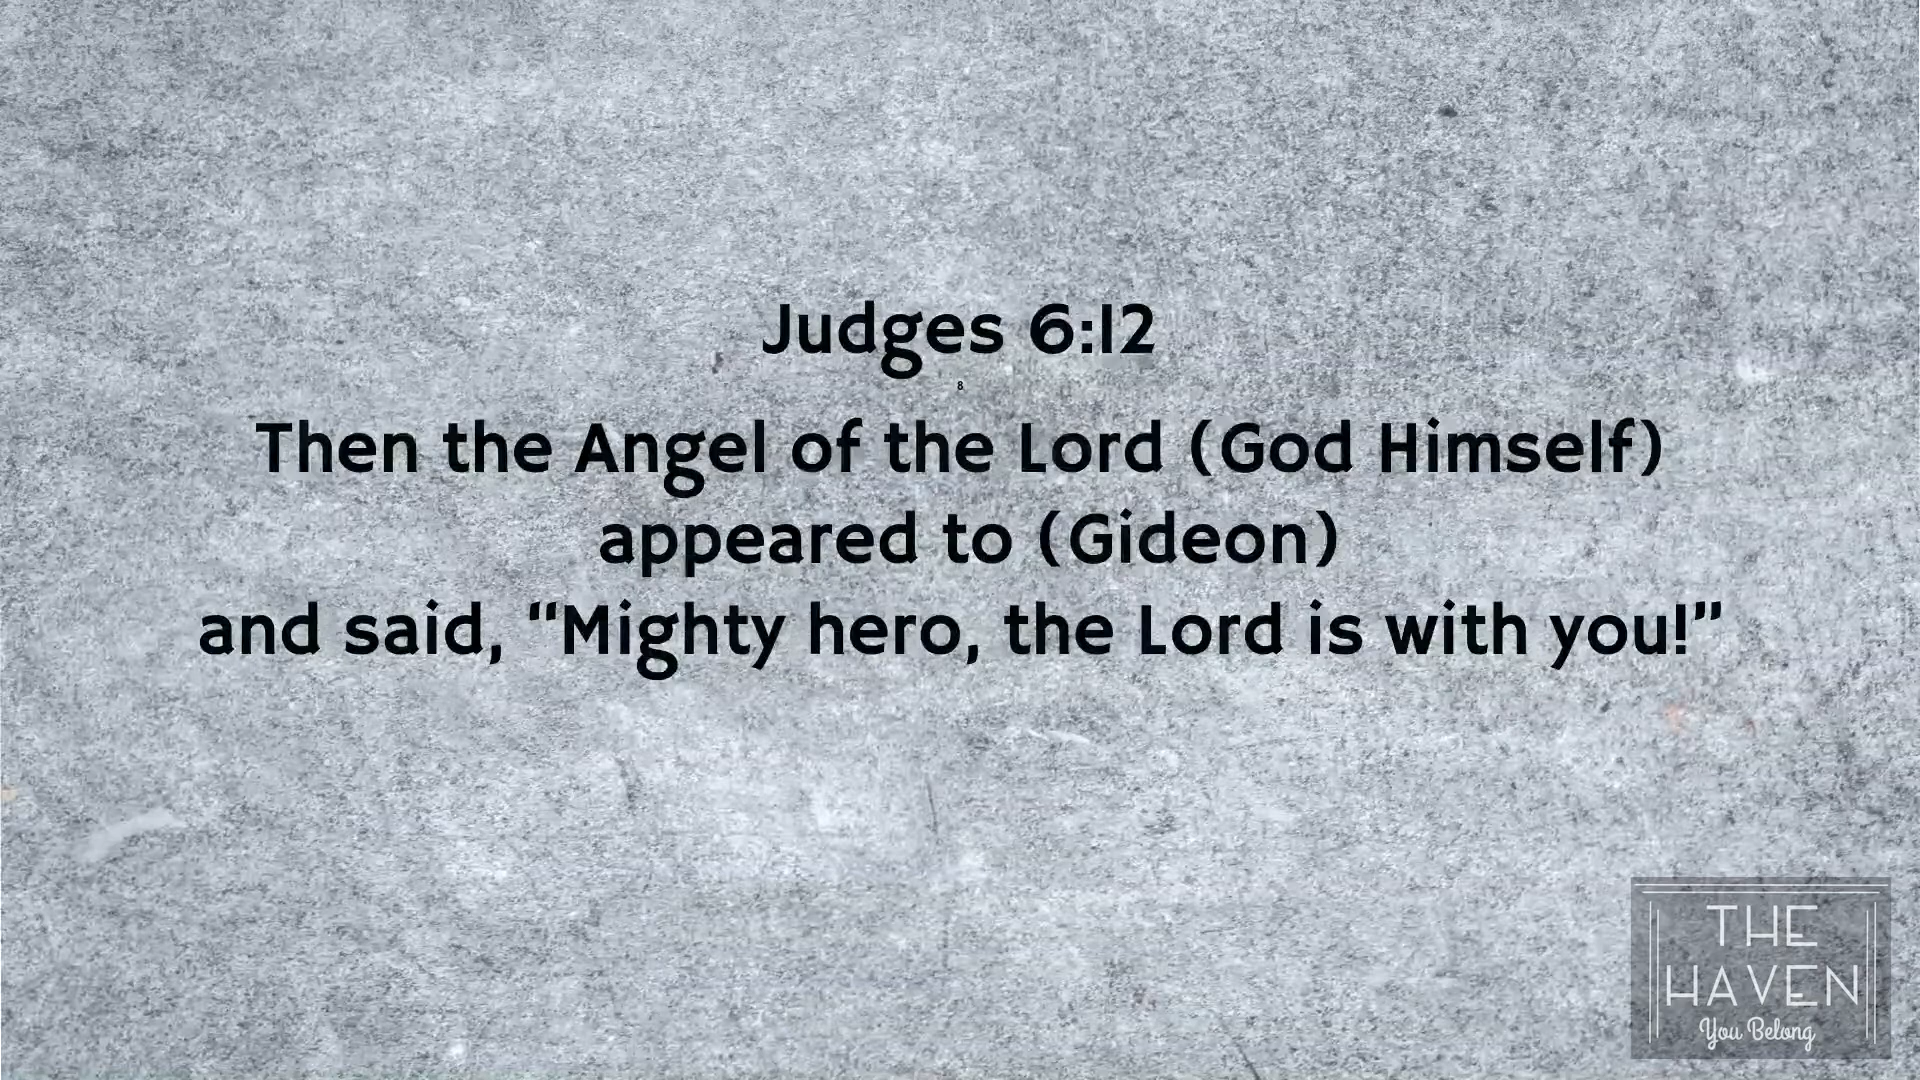 Judges 6:12
8
Then the Angel of the Lord (God Himself)
appeared to (Gideon)
and said, “Mighty hero, the Lord is with you!”
THE
HAVEN
You Belong